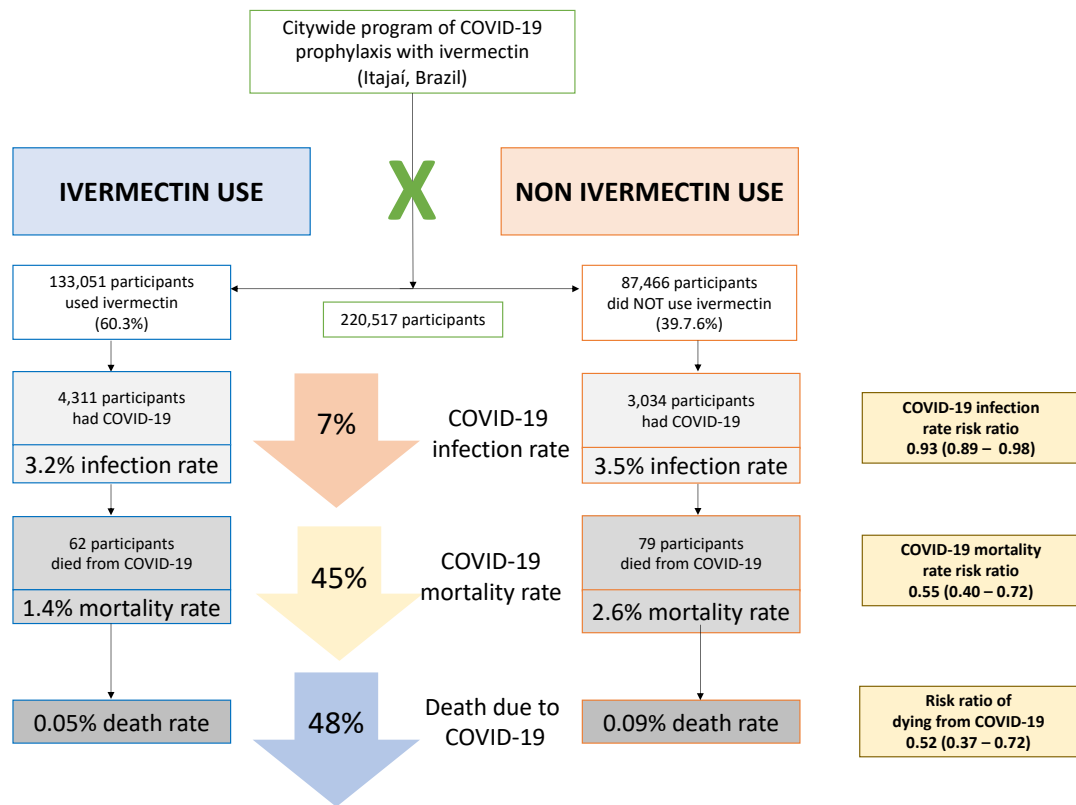 Citywide program of COVID-19
prophylaxis with ivermectin
(Itajaí, Brazil)
IVERMECTIN USE
X
NON IVERMECTIN USE
133,051 participants
used ivermectin
(60.3%)
220,517 participants
87,466 participants
did NOT use ivermectin
(39.7.6%)
4,311 participants
had COVID-19
3.2% infection rate
7%
COVID-19
infection rate
3,034 participants
had COVID-19
3.5% infection rate
COVID-19 infection
rate risk ratio
0.93 (0.89 – 0.98)
62 participants
died from COVID-19
1.4% mortality rate
45%
COVID-19
mortality rate
79 participants
died from COVID-19
2.6% mortality rate
COVID-19 mortality
rate risk ratio
0.55 (0.40 – 0.72)
0.05% death rate
48%
Death due to
COVID-19
0.09% death rate
Risk ratio of
dying from COVID-19
0.52 (0.37 – 0.72)